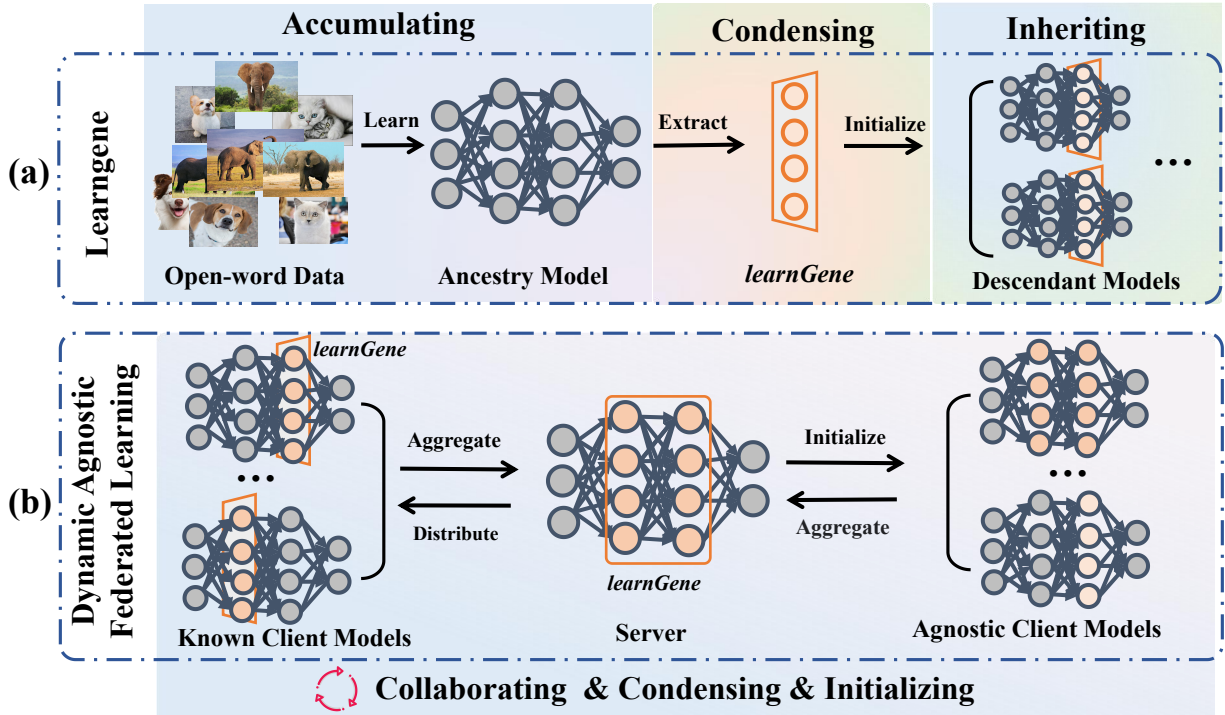 Accumulating
Condensing
Inheriting
(a)
Learngene
Learn
Extract
Initialize
...
Open-word Data
Ancestry Model
learnGene
Descendant Models
(b)
Dynamic Agnostic
Federated Learning
learnGene
...
Aggregate
Distribute
learnGene
Initialize
Aggregate
...
Known Client Models
Server
Agnostic Client Models
Collaborating & Condensing & Initializing